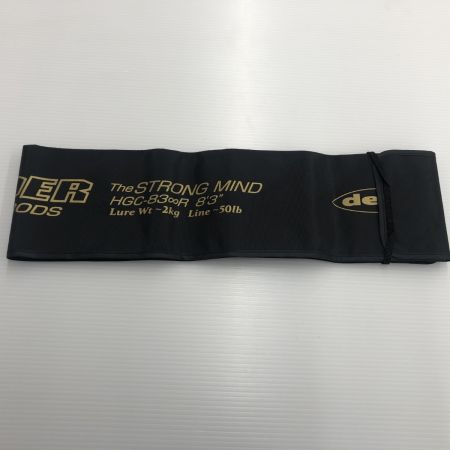 The STRONG MIND
HGC-83∞R 8'3"
Lure Wt ~2kg Line ~50lb